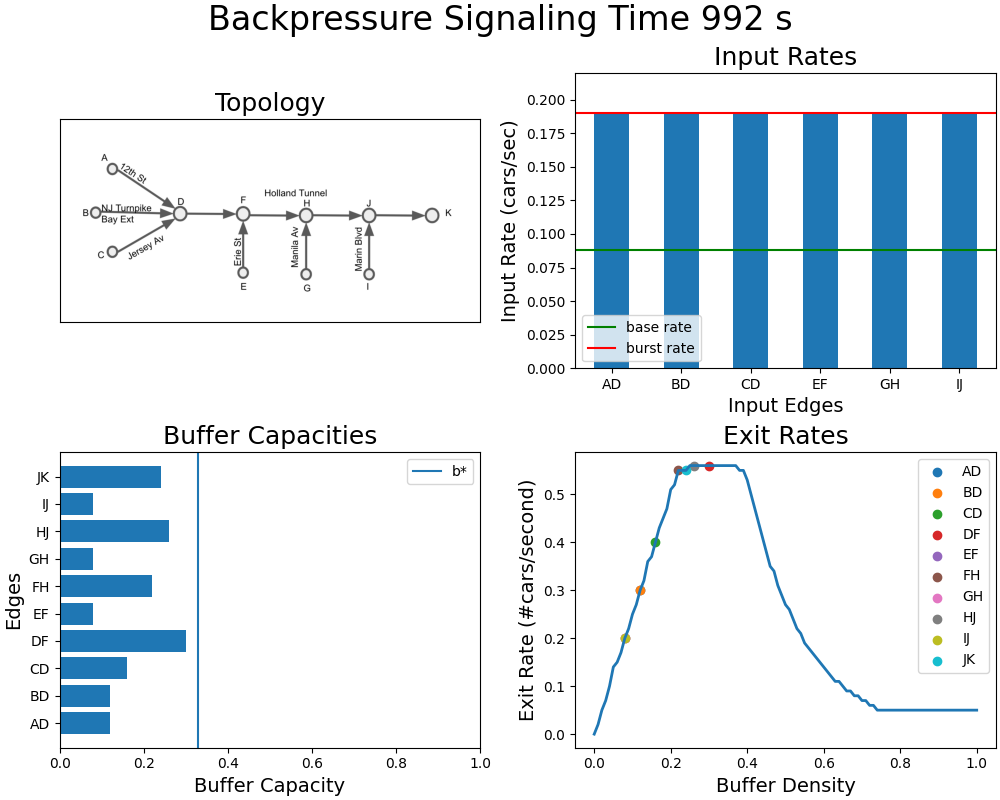 Backpressure Signaling Time 992 s
Topology
A
12th St
B
NJ Turnpike
Bay Ext
C
Jersey Av
D
F
Holland Tunnel
H
J
K
Erie St
Manila Av
Marin Blvd
E
G
I
Input Rates
Input Rate (cars/sec)
0.200
0.175
0.150
0.125
0.100
0.075
0.050
0.025
0.000
base rate
burst rate
AD BD CD EF GH IJ
Input Edges
Buffer Capacities
Edges
JK
IJ
HJ
GH
FH
EF
DF
CD
BD
AD
b*
0.0 0.2 0.4 0.6 0.8 1.0
Buffer Capacity
Exit Rates
Exit Rate (#cars/second)
0.5
0.4
0.3
0.2
0.1
0.0
AD
BD
CD
DF
EF
FH
GH
HJ
IJ
JK
0.0 0.2 0.4 0.6 0.8 1.0
Buffer Density